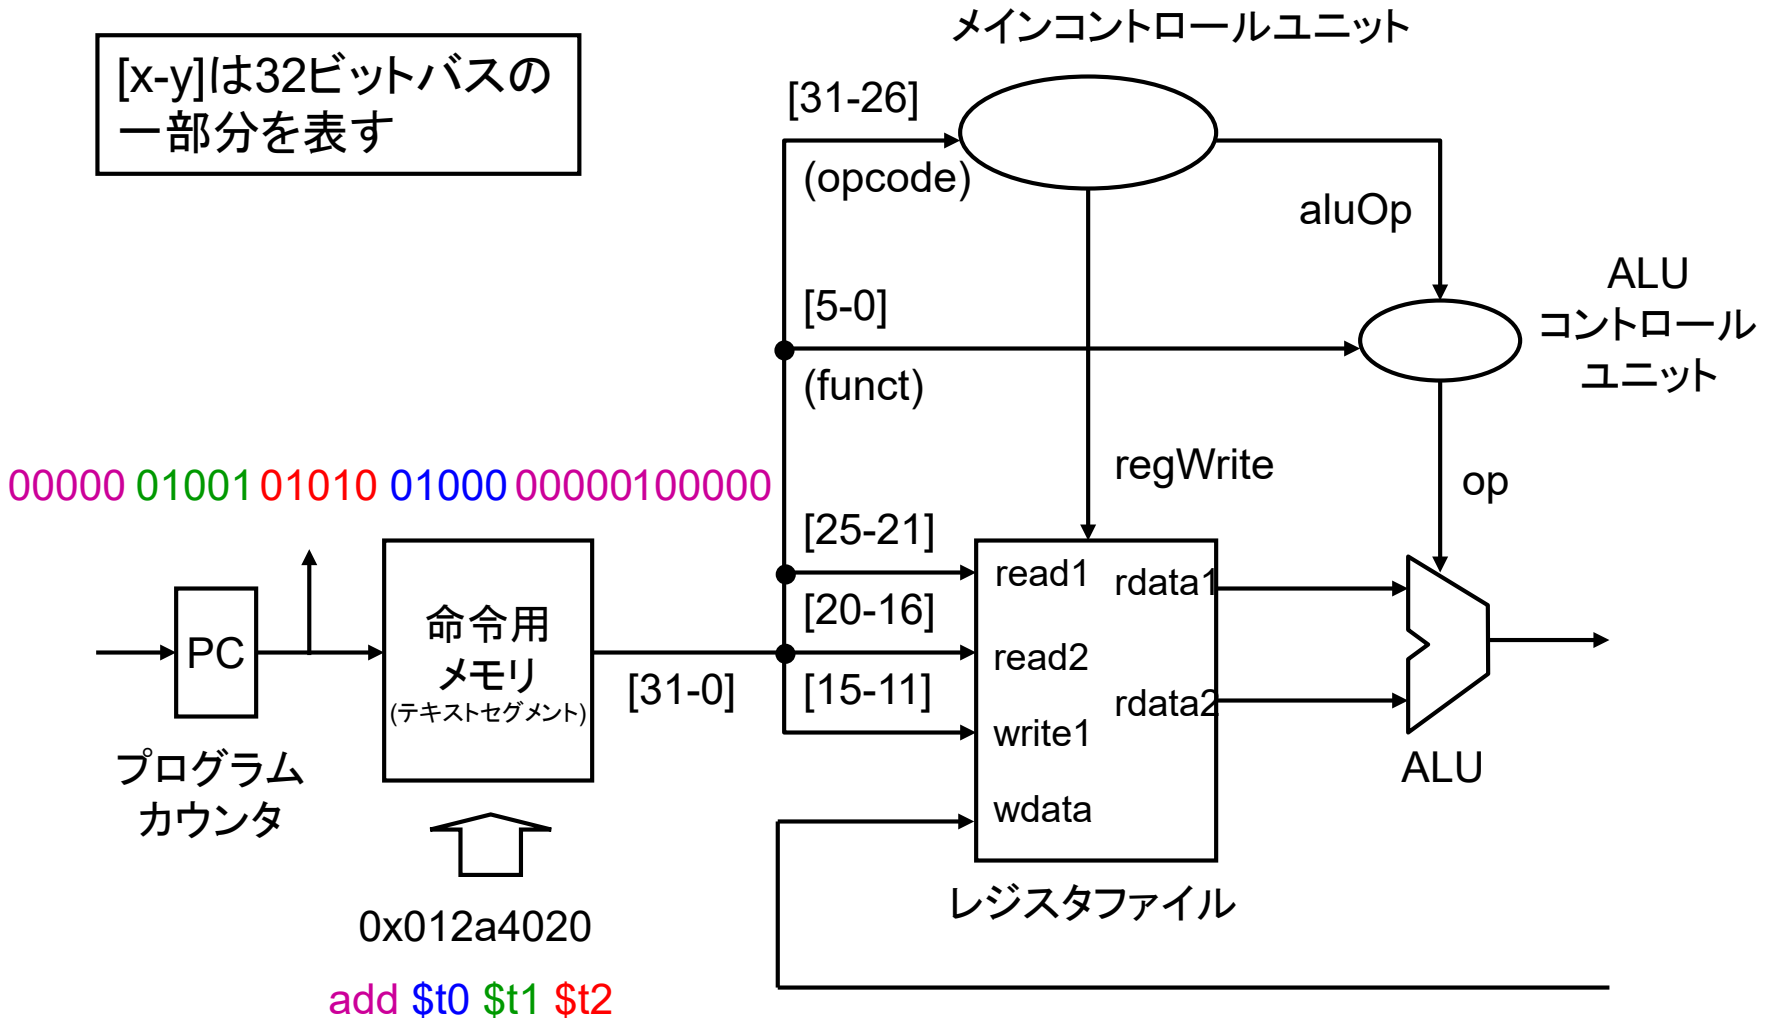 メインコントロールユニット
[x-y]は32ビットバスの
一部分を表す
[31-26]
(opcode)
aluOp
[5-0]
(funct)
ALU
コントロール
ユニット
00000 01001 01010 01000 00000100000
regWrite
op
[25-21]
[20-16]
[15-11]
[31-0]
PC
プログラム
カウンタ
命令用
メモリ
(テキストセグメント)
read1
rdata1
read2
rdata2
write1
wdata
ALU
レジスタファイル
0x012a4020
add $t0 $t1 $t2